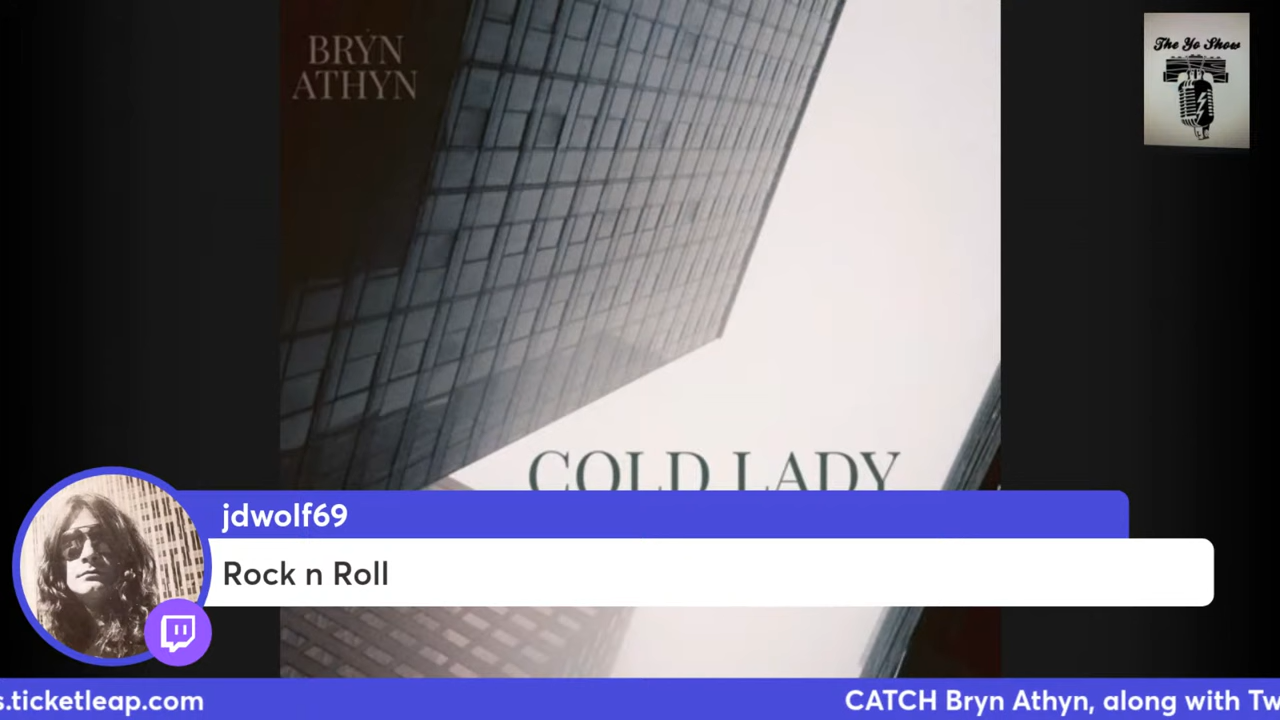 BRYN
ATHYN
The Yo Show
COLD LADY
jdwolf69
Rock n Roll
s.ticketleap.com
CATCH Bryn Athyn, along with Tw